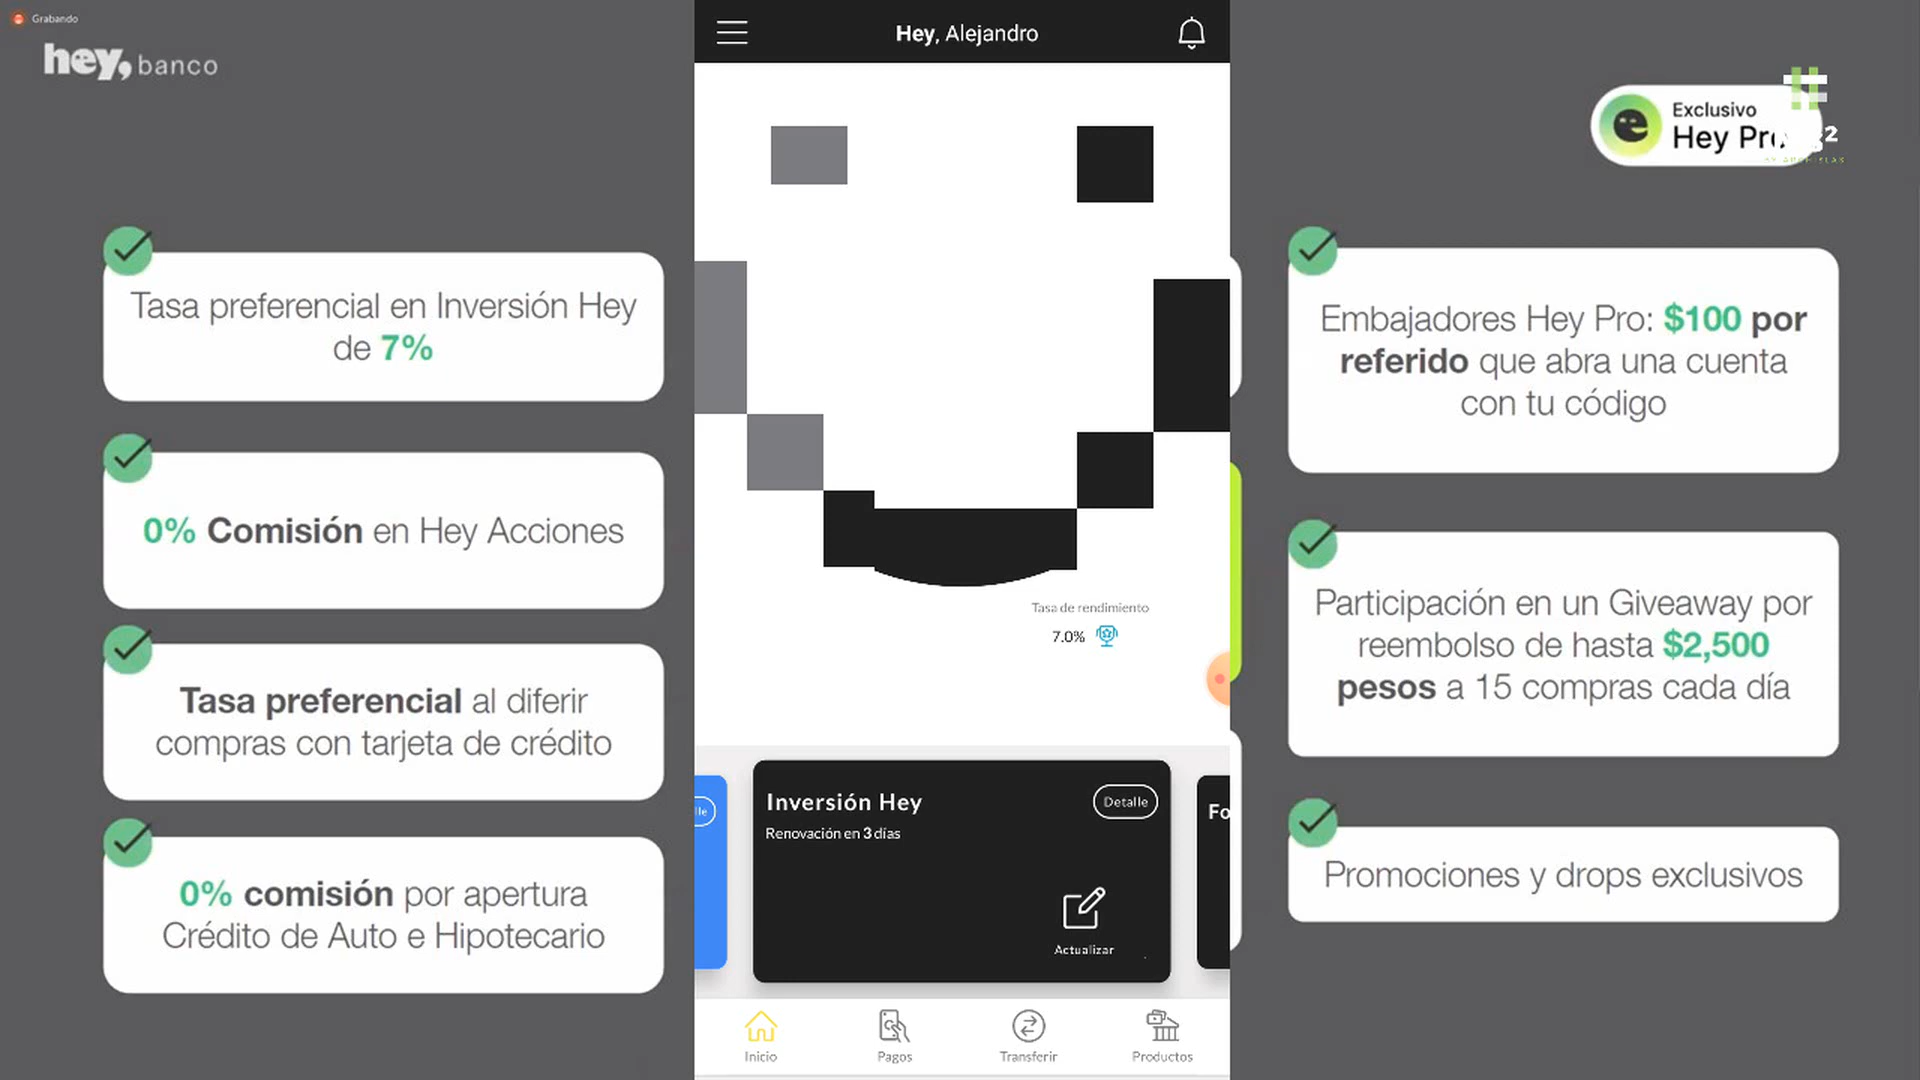 Grabando
hey, banco
Tasa preferencial en Inversión Hey
de 7%
0% Comisión en Hey Acciones
Tasa preferencial al diferir
compras con tarjeta de crédito
0% comisión por apertura
Crédito de Auto e Hipotecario
Hey, Alejandro
Tasa de rendimiento
7.0%
Inversión Hey
Detalle
Renovación en 3 días
Actualizar
Fo
lle
Inicio
Pagos
Transferir
Productos
Exclusivo
Hey Pro
Embajadores Hey Pro: $100 por
referido que abra una cuenta
con tu código
Participación en un Giveaway por
reembolso de hasta $2,500
pesos a 15 compras cada día
Promociones y drops exclusivos